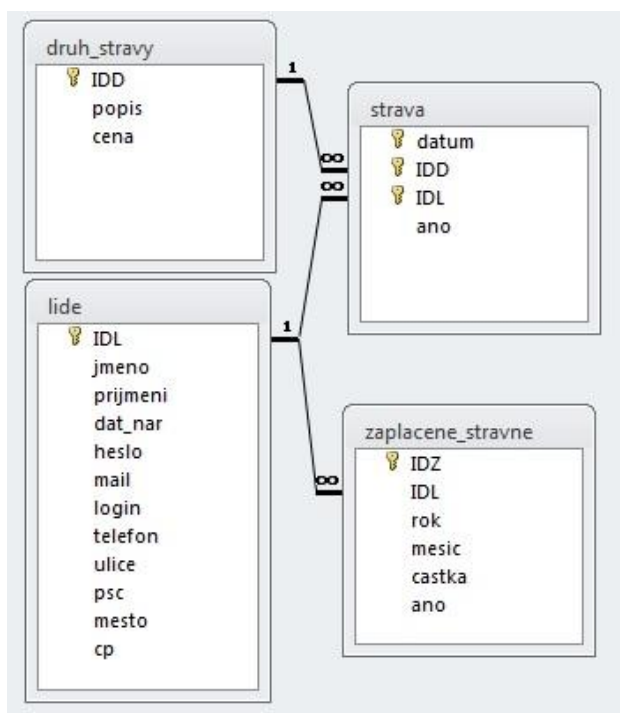 druh_stravy
IDD
popis
cena
1
∞
∞
strava
datum
IDD
IDL
ano
lide
IDL
jmeno
prijmeni
dat_nar
heslo
mail
login
telefon
ulice
psc
mesto
cp
1
∞
zaplacene_stravne
IDZ
IDL
rok
mesic
castka
ano